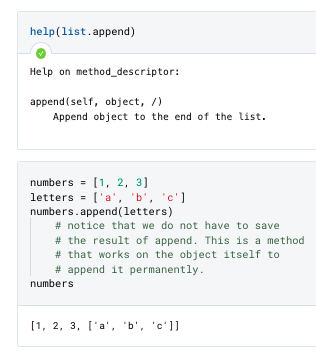 help(list.append)
Help on method_descriptor:
append(self, object, /)
    Append object to the end of the list.
numbers = [1, 2, 3]
letters = ['a', 'b', 'c']
numbers.append(letters)
    # notice that we do not have to save
    # the result of append. This is a method
    # that works on the object itself to
    # append it permanently.
numbers
[1, 2, 3, ['a', 'b', 'c']]